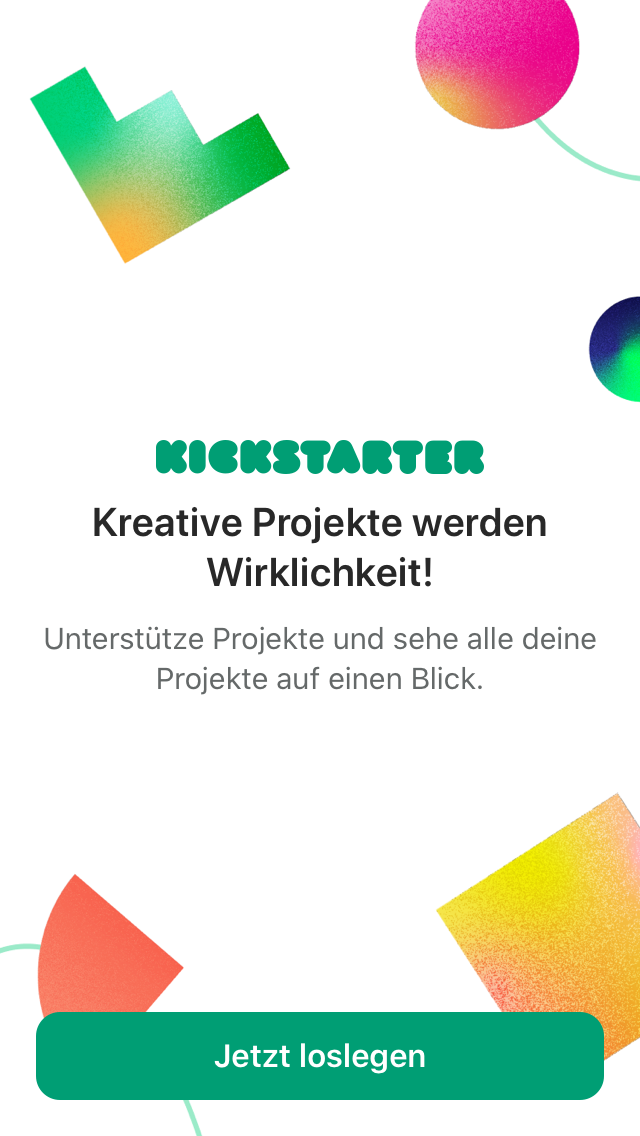 KICKSTARTER
Kreative Projekte werden
Wirklichkeit!
Unterstütze Projekte und sehe alle deine
Projekte auf einen Blick.
Jetzt loslegen